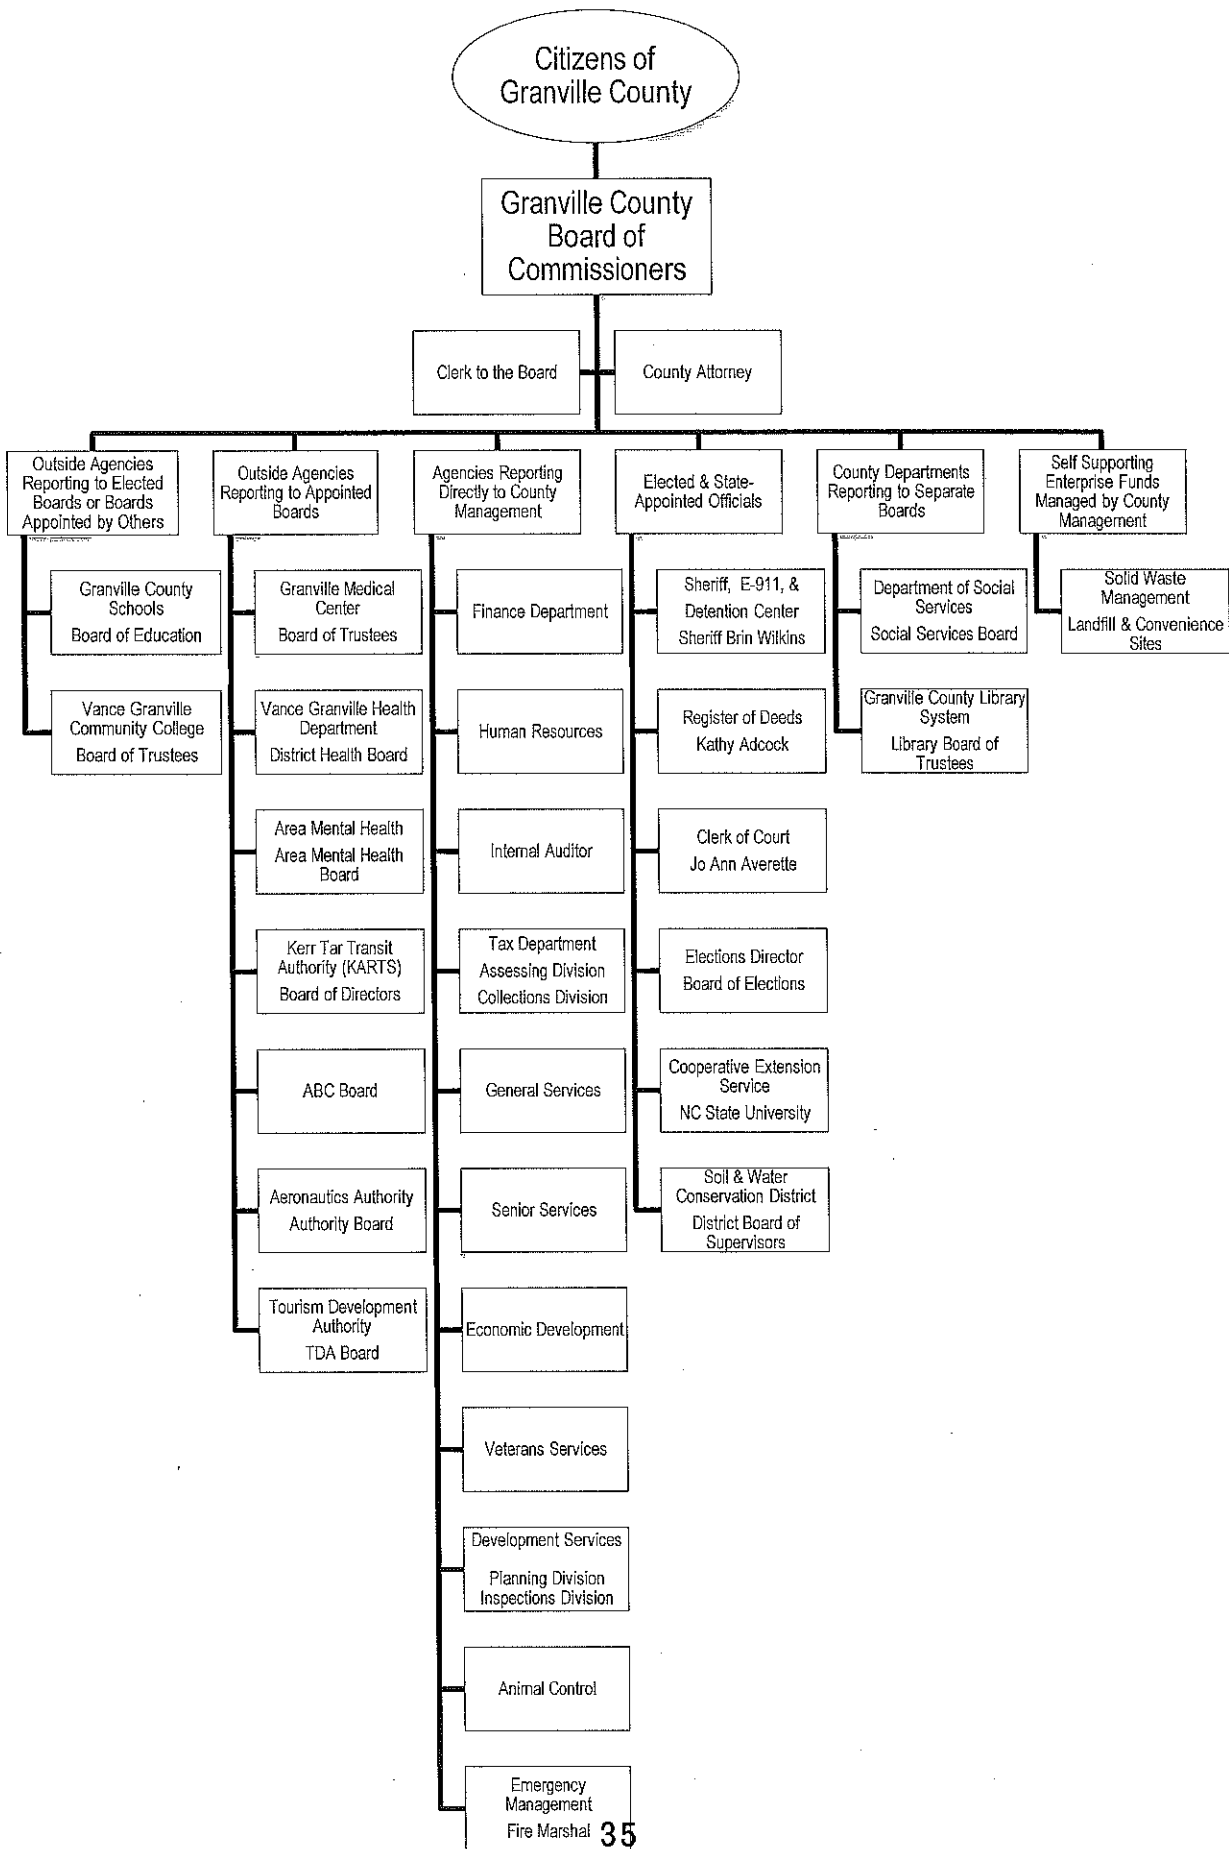 Citizens of
Granville County
Granville County
Board of
Commissioners
Clerk to the Board
County Attorney
Outside Agencies
Reporting to Elected
Boards or Boards
Appointed by Others
Granville County
Schools
Board of Education
Vance Granville
Community College
Board of Trustees
Outside Agencies
Reporting to Appointed
Boards
Granville Medical
Center
Board of Trustees
Vance Granville Health
Department
District Health Board
Area Mental Health
Area Mental Health
Board
Kerr Tar Transit
Authority (KARTS)
Board of Directors
ABC Board
Aeronautics Authority
Authority Board
Tourism Development
Authority
TDA Board
Agencies Reporting
Directly to County
Management
Finance Department
Human Resources
Internal Auditor
Tax Department
Assessing Division
Collections Division
General Services
Senior Services
Economic Development
Veterans Services
Development Services
Planning Division
Inspections Division
Animal Control
Emergency
Management
Fire Marshal
Elected & State-
Appointed Officials
Sheriff, E-911, &
Detention Center
Sheriff Brin Wilkins
Register of Deeds
Kathy Adcock
Clerk of Court
Jo Ann Averette
Elections Director
Board of Elections
Cooperative Extension
Service
NC State University
Soil & Water
Conservation District
District Board of
Supervisors
County Departments
Reporting to Separate
Boards
Department of Social
Services
Social Services Board
Granville County Library
System
Library Board of
Trustees
Self Supporting
Enterprise Funds
Managed by County
Management
Solid Waste
Management
Landfill & Convenience
Sites
35